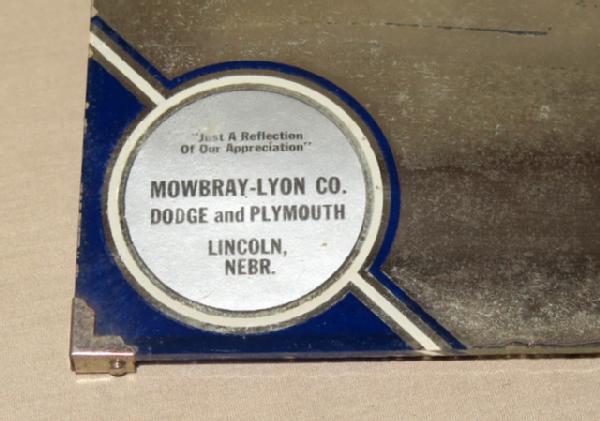 "Just A Reflection
Of Our Appreciation"
MOWBRAY-LYON CO.
DODGE and PLYMOUTH
LINCOLN,
NEBR.